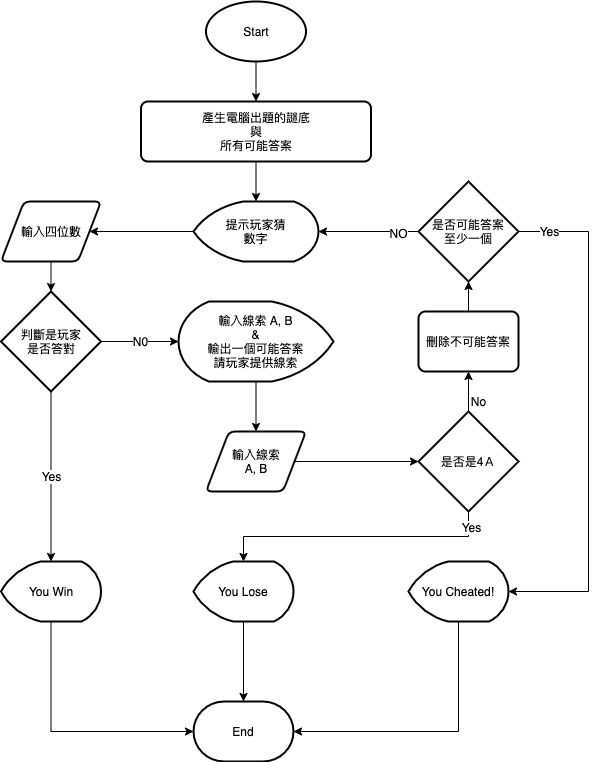 Start
產生電腦出題的謎底
與
所有可能答案
提示玩家猜
數字
輸入四位數
是否可能答案
至少一個
NO
Yes
判斷是玩家
是否答對
N0
輸入線索 A, B
&
輸出一個可能答案
請玩家提供線索
刪除不可能答案
No
輸入線索
A, B
是否是4 A
Yes
Yes
You Win
You Lose
You Cheated!
End